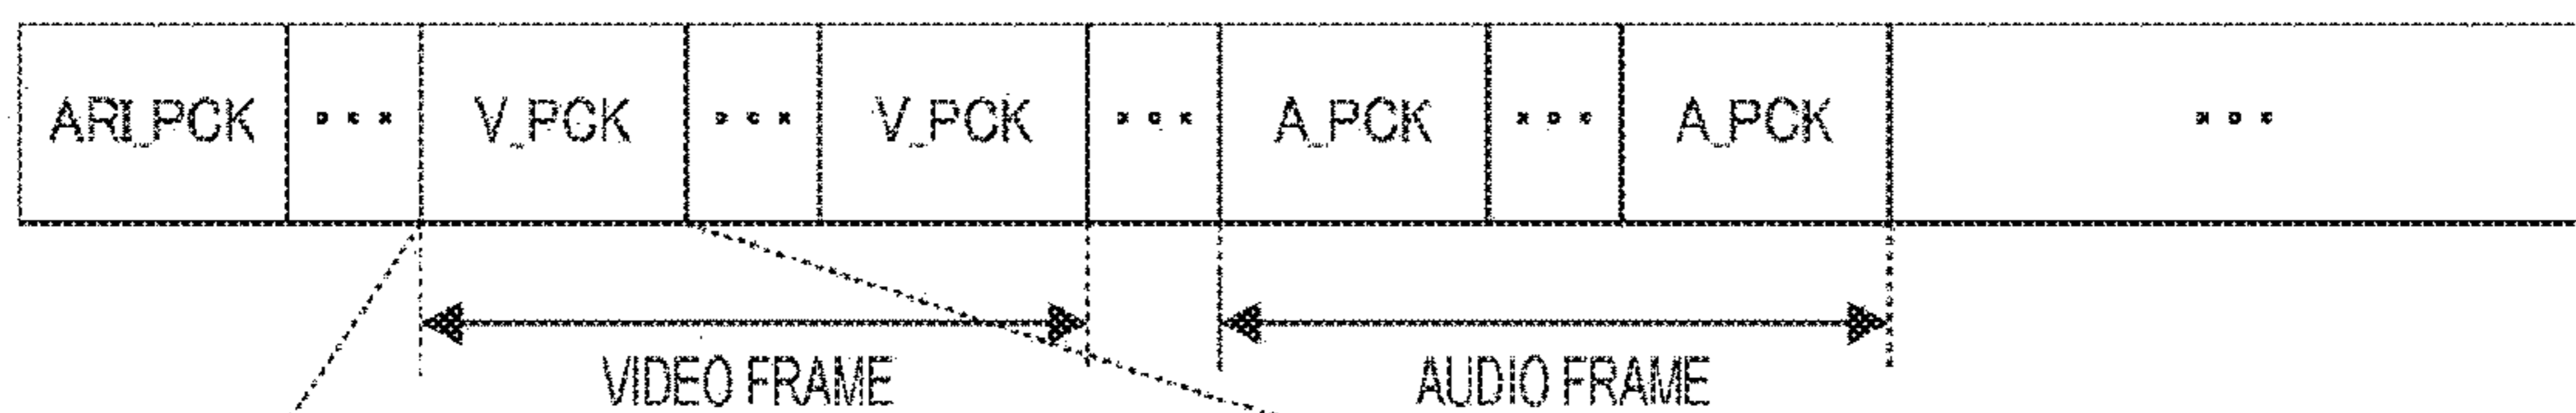 ARI_PCK ... V_PCK ... V_PCK ... A_PCK ... A_PCK ...
VIDEO FRAME AUDIO FRAME